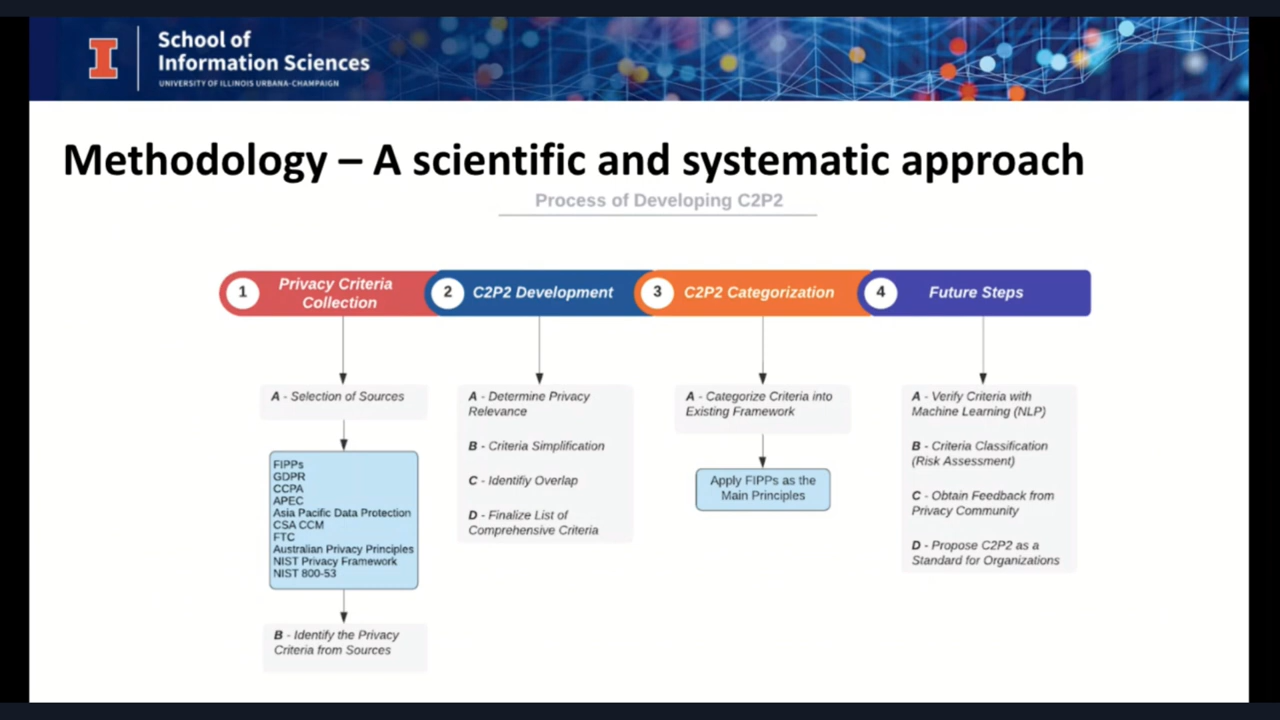 School of
Information Sciences
UNIVERSITY OF ILLINOIS URBANA-CHAMPAIGN
Methodology – A scientific and systematic approach
Process of Developing C2P2
1
Privacy Criteria
Collection
2
C2P2 Development
3
C2P2 Categorization
4
Future Steps
A - Selection of Sources
FIPPs
GDPR
CCPA
APEC
Asia Pacific Data Protection
CSA CCM
FTC
Australian Privacy Principles
NIST Privacy Framework
NIST 800-53
B - Identify the Privacy
Criteria from Sources
A - Determine Privacy
Relevance
B - Criteria Simplification
C - Identifiy Overlap
D - Finalize List of
Comprehensive Criteria
A - Categorize Criteria into
Existing Framework
Apply FIPPs as the
Main Principles
A - Verify Criteria with
Machine Learning (NLP)
B - Criteria Classification
(Risk Assessment)
C - Obtain Feedback from
Privacy Community
D - Propose C2P2 as a
Standard for Organizations